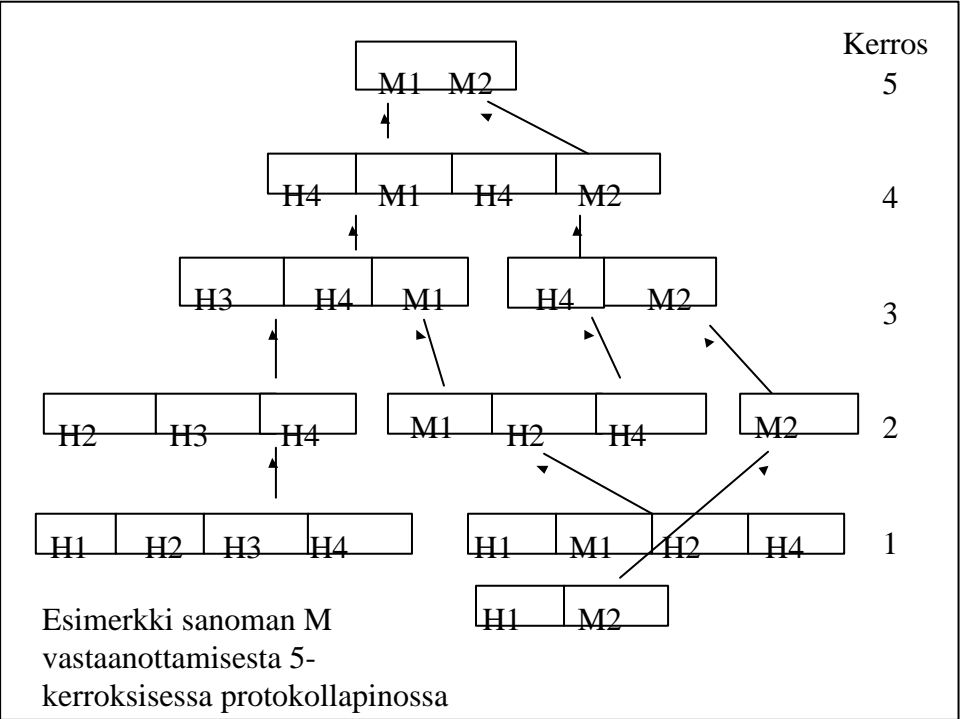 Kerros
M1 M2 5
H4 M1 H4 M2 4
H3 H4 M1 H4 M2 3
H2 H3 H4 M1 H2 H4 M2 2
H1 H2 H3 H4 H1 M1 H2 H4 1
H1 M2
Esimerkki sanoman M
vastaanottamisesta 5-
kerroksisessa protokollapinossa